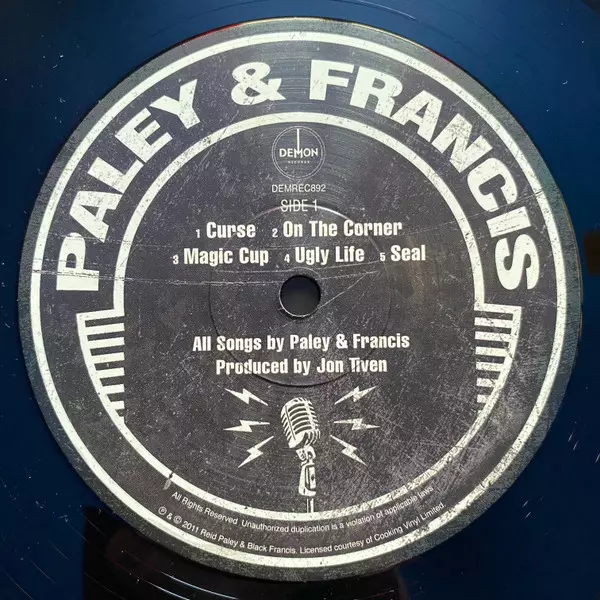 PALEY & FRANCIS
DEMON
RECORDS
DEMREC892
SIDE 1
1 Curse 2 On The Corner
3 Magic Cup 4 Ugly Life 5 Seal
All Songs by Paley & Francis
Produced by Jon Tiven
All Rights Reserved. Unauthorized duplication is a violation of applicable laws.
℗ & © 2011 Reid Paley & Black Francis. Licensed courtesy of Cooking Vinyl Limited.